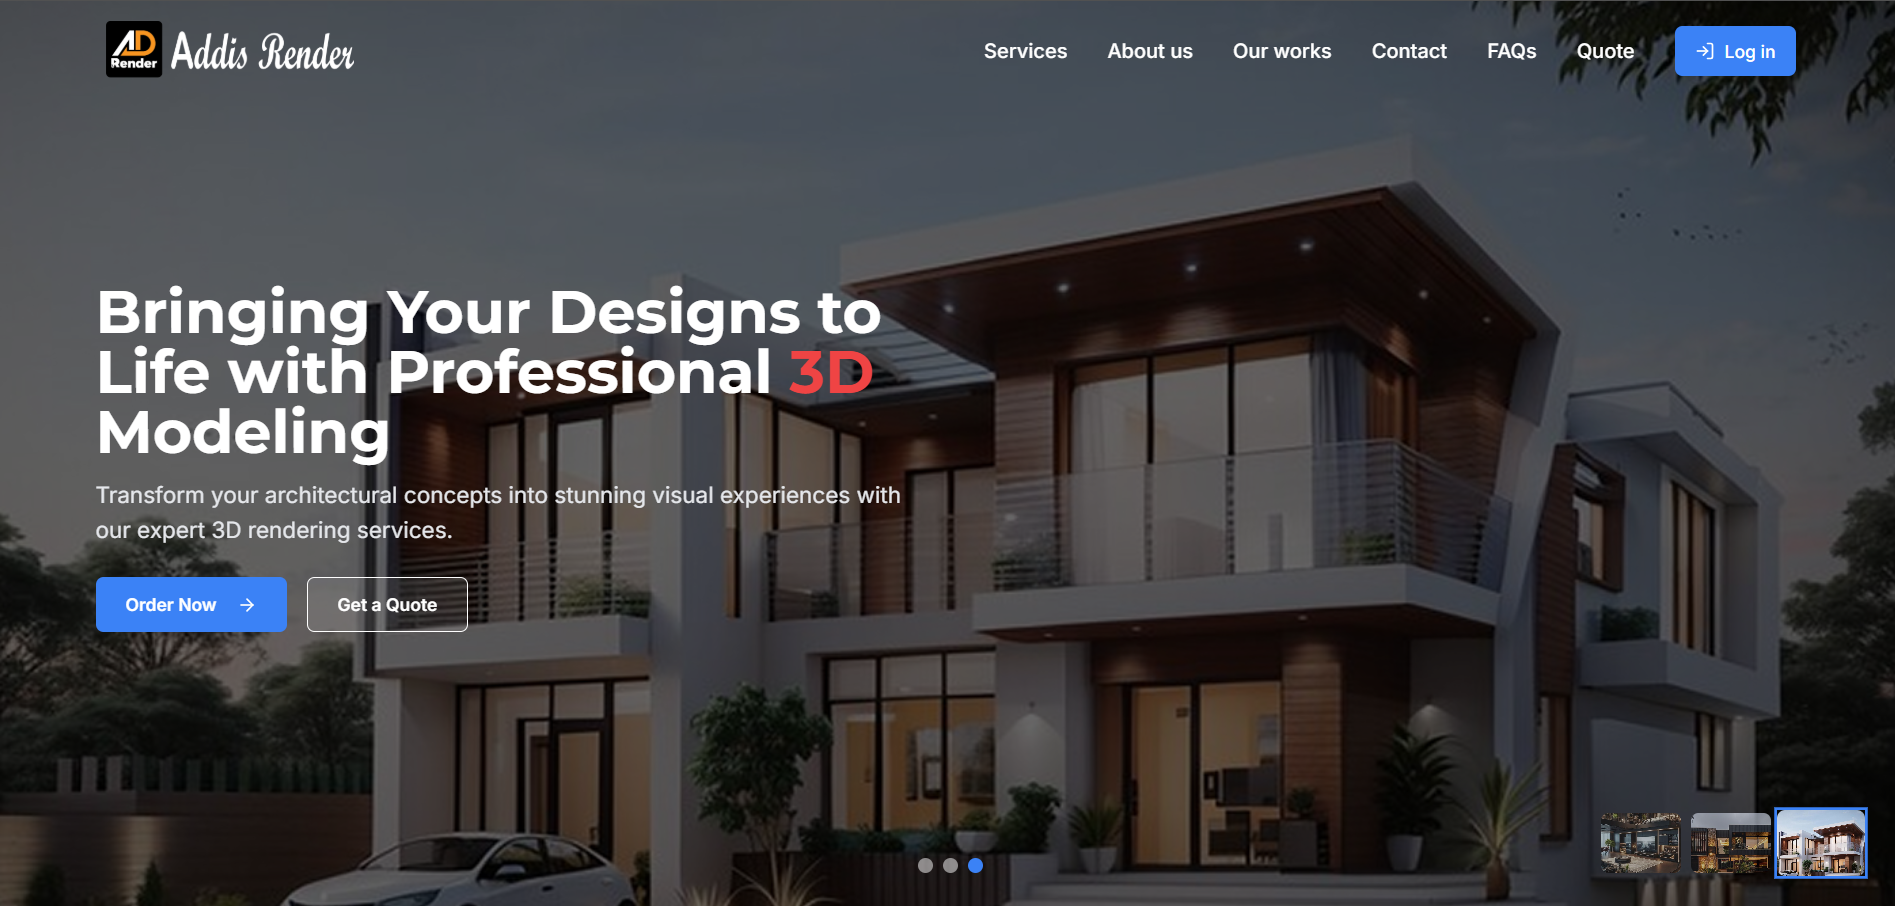 AD
Render
Addis Render
Services
About us
Our works
Contact
FAQs
Quote
Log in
Bringing Your Designs to
Life with Professional 3D
Modeling
Transform your architectural concepts into stunning visual experiences with
our expert 3D rendering services.
Order Now
Get a Quote